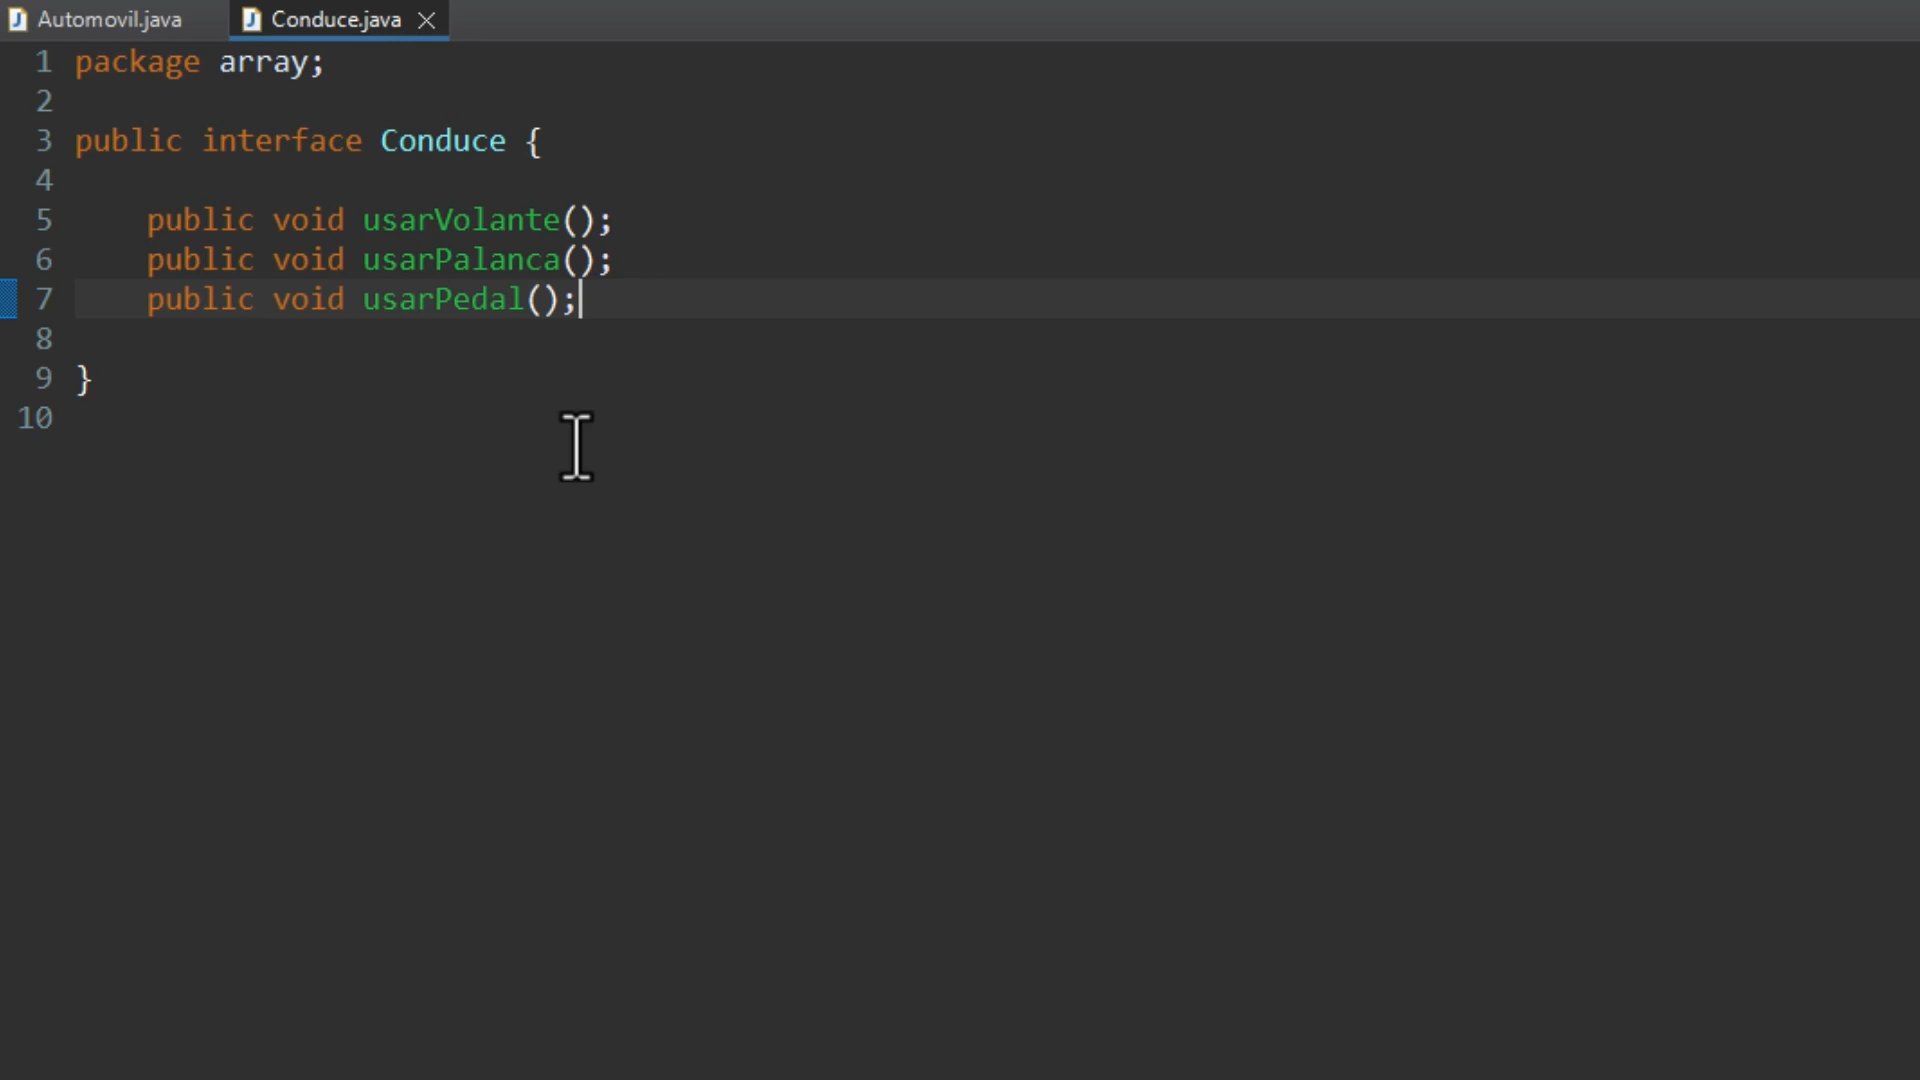 Automovil.java Conduce.java
1 package array;
2
3 public interface Conduce {
4
5 public void usarVolante();
6 public void usarPalanca();
7 public void usarPedal();
8
9 }
10